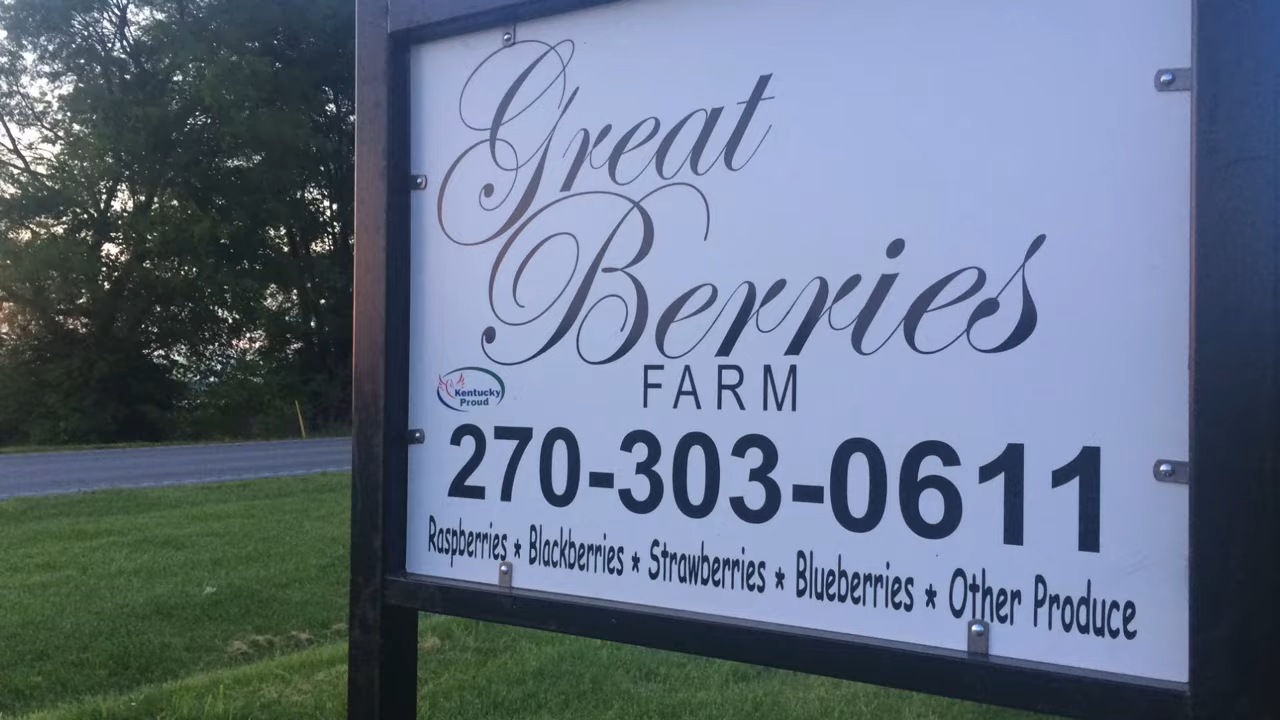 Great
Berries
FARM
Kentucky
Proud
270-303-0611
Raspberries * Blackberries * Strawberries * Blueberries * Other Produce